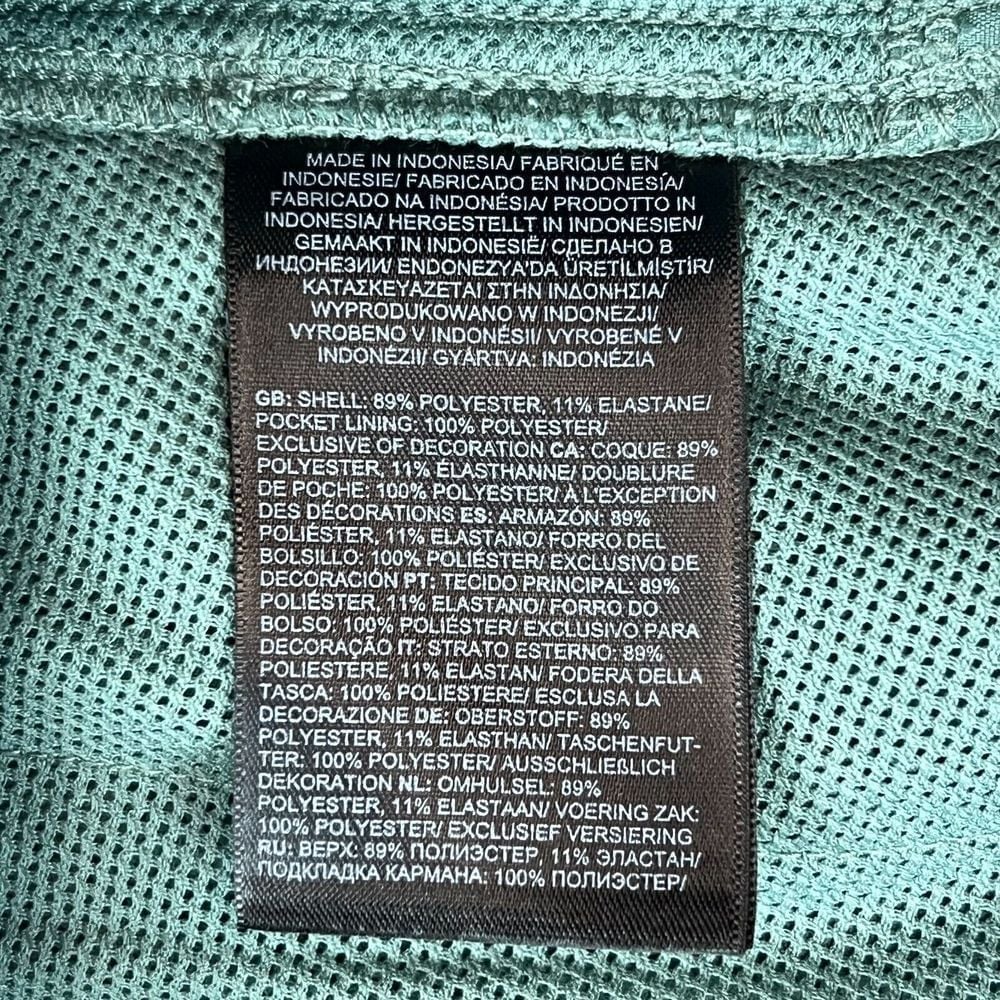 MADE IN INDONESIA/ FABRIQUÉ EN
INDONESIE/ FABRICADO EN INDONESÍA/
FABRICADO NA INDONÉSIA/ PRODOTTO IN
INDONESIA/ HERGESTELLT IN INDONESIEN/
GEMAAKT IN INDONESIË/ СДЕЛАНО В
ИНДОНЕЗИИ/ ENDONEZYA'DA ÜRETİLMİŞTİR/
ΚΑΤΑΣΚΕΥΑΖΕΤΑΙ ΣΤΗΝ ΙΝΔΟΝΗΣΙΑ/
WYPRODUKOWANO W INDONEZJI/
VYROBENO V INDONÉSII/ VYROBENÉ V
INDONÉZII/ GYÁRTVA: INDONÉZIA
GB: SHELL: 89% POLYESTER, 11% ELASTANE/
POCKET LINING: 100% POLYESTER/
EXCLUSIVE OF DECORATION CA: COQUE: 89%
POLYESTER, 11% ÉLASTHANNE/ DOUBLURE
DE POCHE: 100% POLYESTER/ À L'EXCEPTION
DES DÉCORATIONS ES: ARMAZÓN: 89%
POLIÉSTER, 11% ELASTANO/ FORRO DEL
BOLSILLO: 100% POLIÉSTER/ EXCLUSIVO DE
DECORACIÓN PT: TECIDO PRINCIPAL: 89%
POLIÉSTER, 11% ELASTANO/ FORRO DO
BOLSO: 100% POLIÉSTER/ EXCLUSIVO PARA
DECORAÇÃO IT: STRATO ESTERNO: 89%
POLIESTERE, 11% ELASTAN/ FODERA DELLA
TASCA: 100% POLIESTERE/ ESCLUSA LA
DECORAZIONE DE: OBERSTOFF: 89%
POLYESTER, 11% ELASTHAN/ TASCHENFUT-
TER: 100% POLYESTER/ AUSSCHLIEßLICH
DEKORATION NL: OMHULSEL: 89%
POLYESTER, 11% ELASTAAN/ VOERING ZAK:
100% POLYESTER/ EXCLUSIEF VERSIERING
RU: ВЕРХ: 89% ПОЛИЭСТЕР, 11% ЭЛАСТАН/
ПОДКЛАДКА КАРМАНА: 100% ПОЛИЭСТЕР/